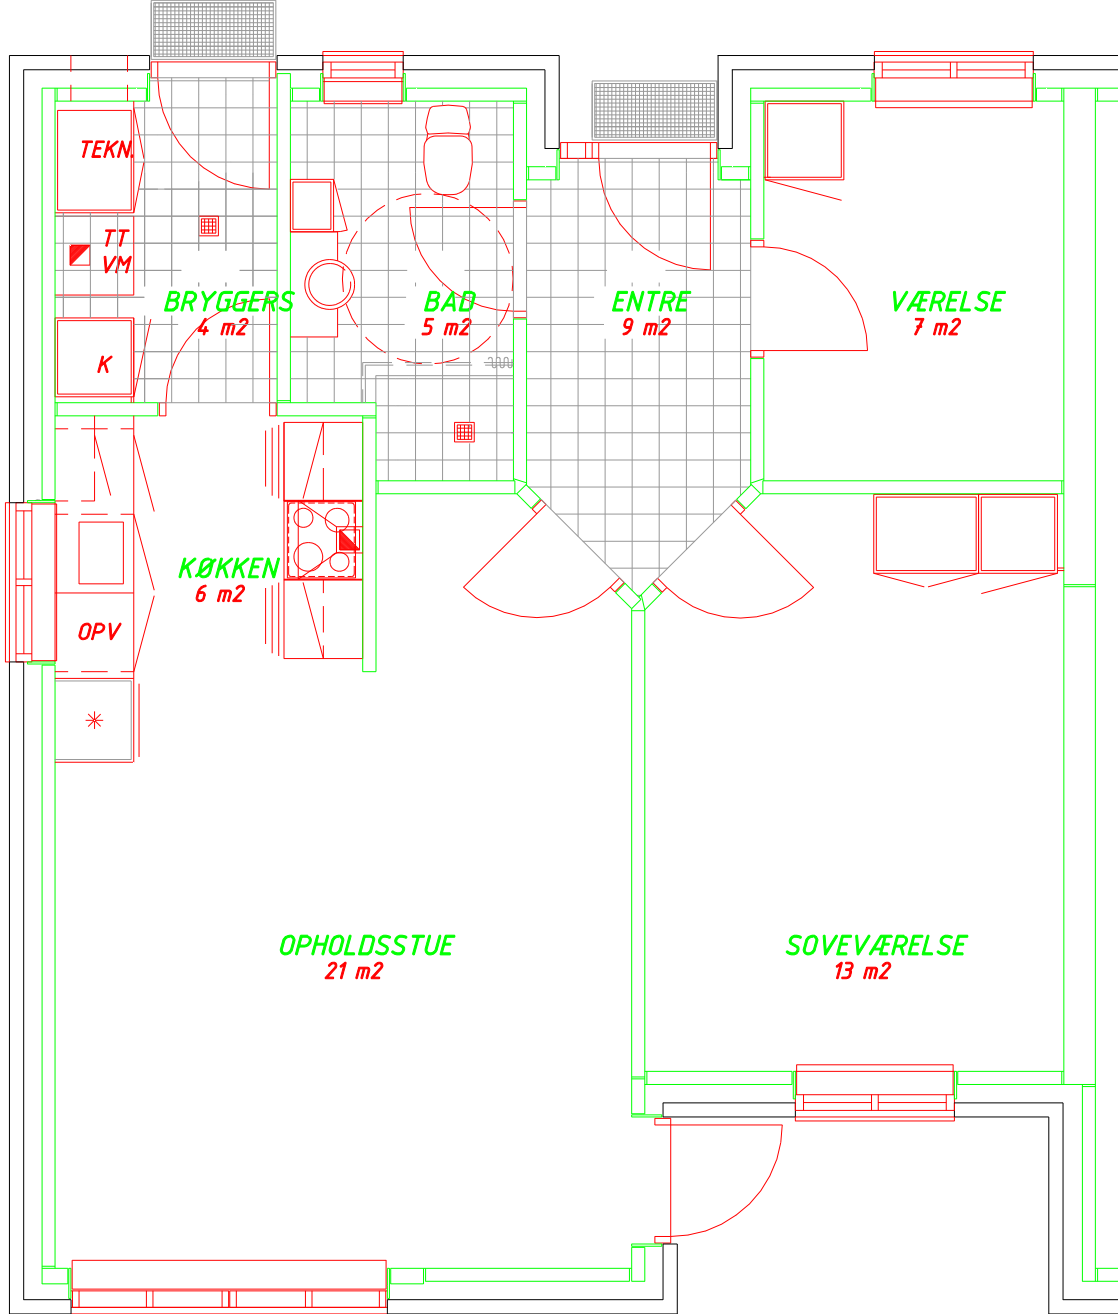 TEKN.
TT
VM
BRYGGERS
4 m2
BAD
5 m2
ENTRE
9 m2
VÆRELSE
7 m2
K
KØKKEN
6 m2
OPV
OPHOLDSSTUE
21 m2
SOVEVÆRELSE
13 m2